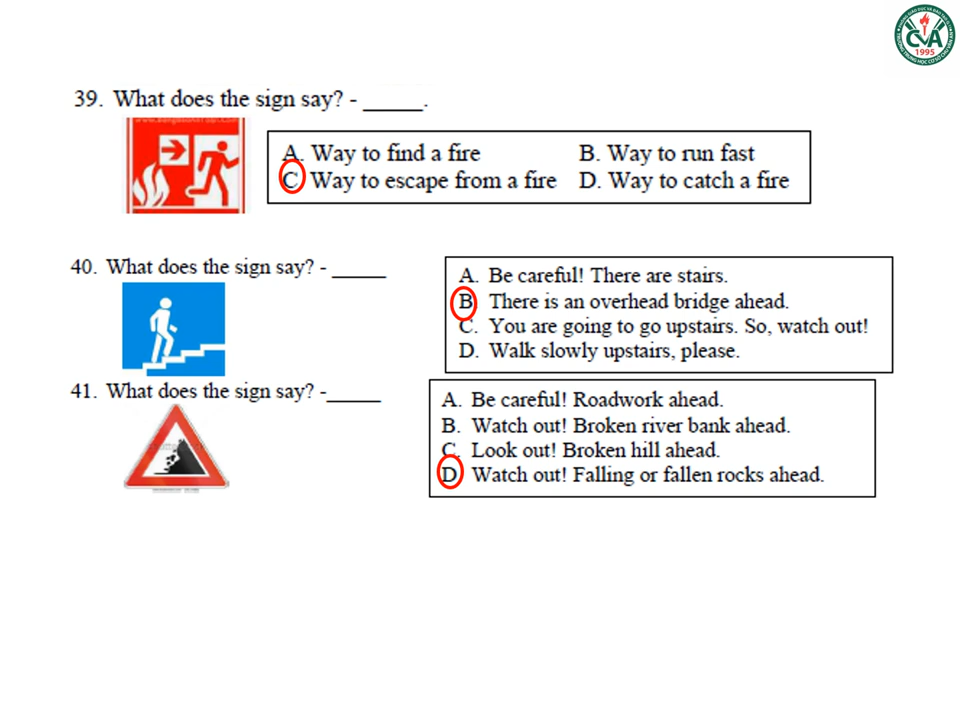 CVA
1995
39. What does the sign say? - _____.
A. Way to find a fire B. Way to run fast
C Way to escape from a fire D. Way to catch a fire
40. What does the sign say? - _____
A. Be careful! There are stairs.
B. There is an overhead bridge ahead.
C. You are going to go upstairs. So, watch out!
D. Walk slowly upstairs, please.
41. What does the sign say? -_____
A. Be careful! Roadwork ahead.
B. Watch out! Broken river bank ahead.
C. Look out! Broken hill ahead.
D. Watch out! Falling or fallen rocks ahead.